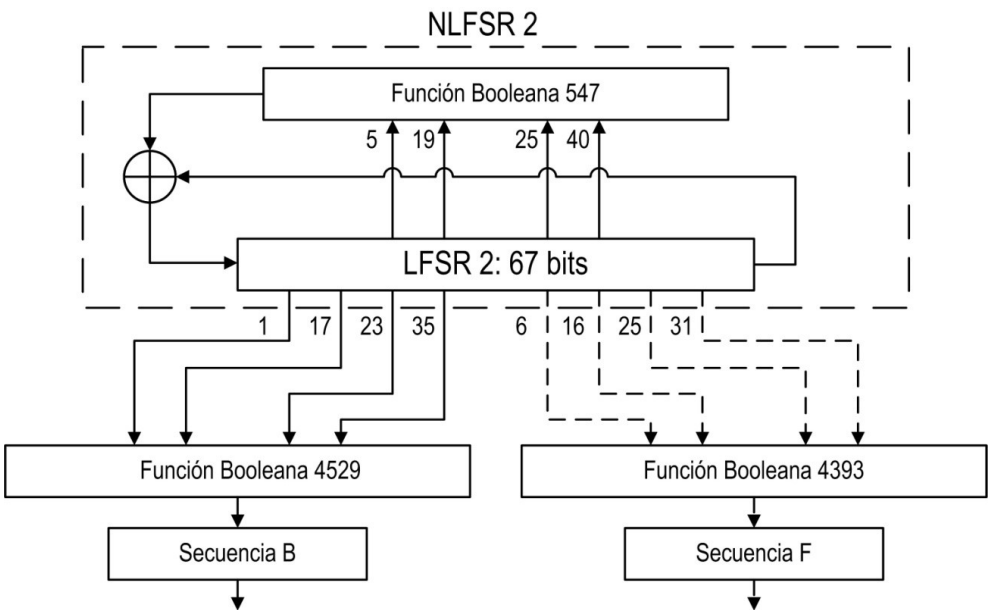 NLFSR 2
Función Booleana 547
5 19 25 40
LFSR 2: 67 bits
1 17 23 35 6 16 25 31
Función Booleana 4529 Función Booleana 4393
Secuencia B Secuencia F